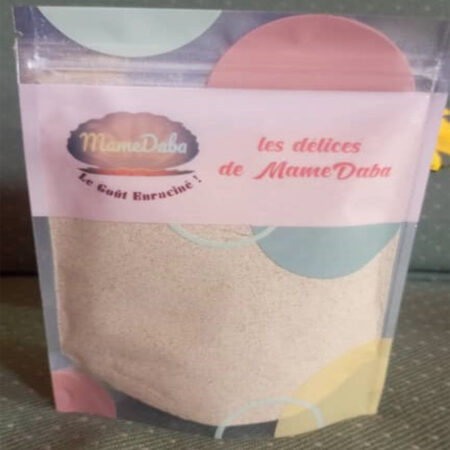 MameDaba
Le Goût Enraciné !
les délices
de MameDaba